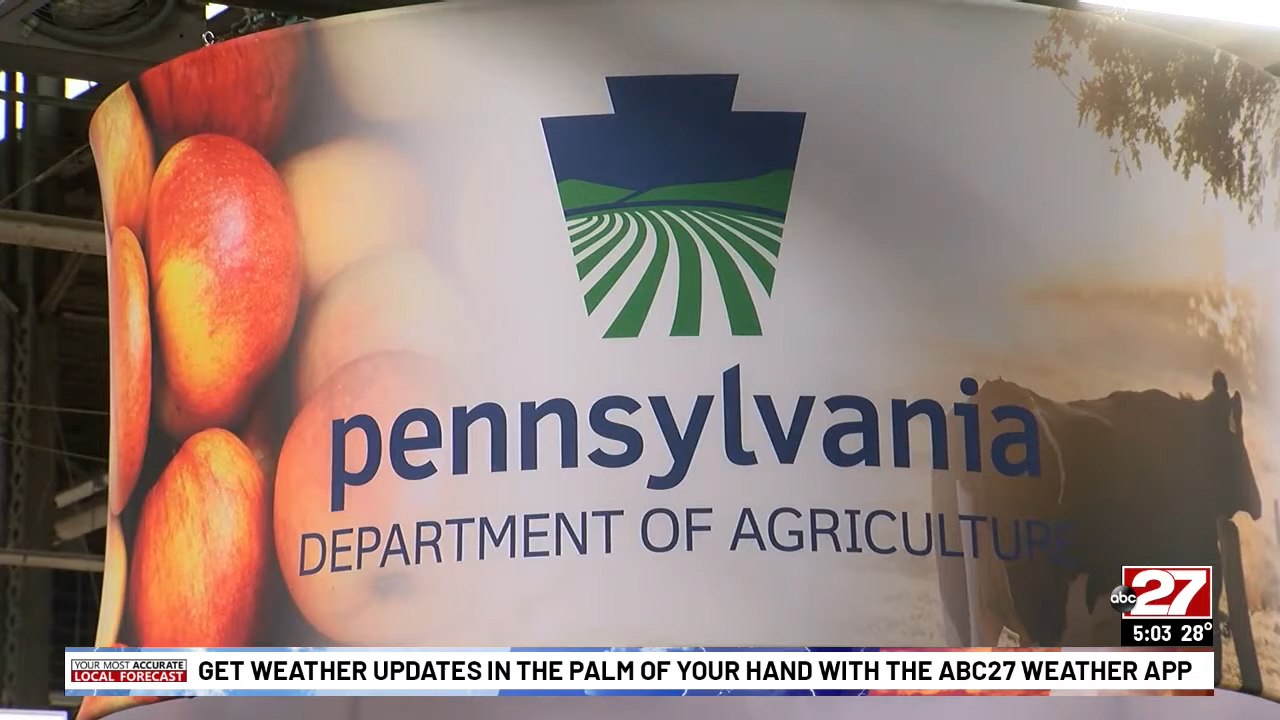 pennsylvania
DEPARTMENT OF AGRICULTURE
abc 27
5:03 28°
YOUR MOST ACCURATE
LOCAL FORECAST
GET WEATHER UPDATES IN THE PALM OF YOUR HAND WITH THE ABC27 WEATHER APP